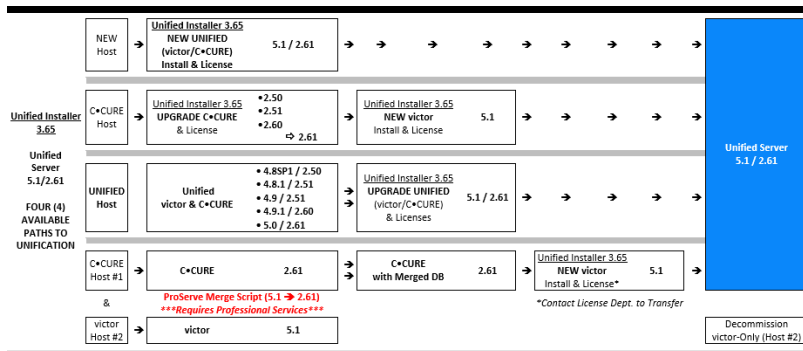 Unified Installer
3.65
Unified
Server
5.1/2.61
FOUR (4)
AVAILABLE
PATHS TO
UNIFICATION
NEW
Host
➔
Unified Installer 3.65
NEW UNIFIED
(victor/C•CURE)
Install & License
5.1 / 2.61
➔ ➔ ➔ ➔ ➔ ➔ ➔ ➔
C•CURE
Host
➔
Unified Installer 3.65
UPGRADE C•CURE
& License
•2.50
•2.51
•2.60
⇨ 2.61
➔
Unified Installer 3.65
NEW victor
Install & License
5.1
➔ ➔ ➔ ➔ ➔
UNIFIED
Host
➔
Unified
victor & C•CURE
• 4.8SP1 / 2.50
• 4.8.1 / 2.51
• 4.9 / 2.51
• 4.9.1 / 2.60
• 5.0 / 2.61
➔
➔
Unified Installer 3.65
UPGRADE UNIFIED
(victor/C•CURE)
& Licenses
5.1 / 2.61
➔ ➔ ➔ ➔ ➔
C•CURE
Host #1
➔
C•CURE 2.61
➔
➔
C•CURE
with Merged DB
2.61
➔
Unified Installer 3.65
NEW victor
Install & License*
5.1
➔
&
ProServe Merge Script (5.1 ➔ 2.61)
***Requires Professional Services***
*Contact License Dept. to Transfer
victor
Host #2
➔
victor 5.1
Unified Server
5.1 / 2.61
Decommission
victor-Only (Host #2)